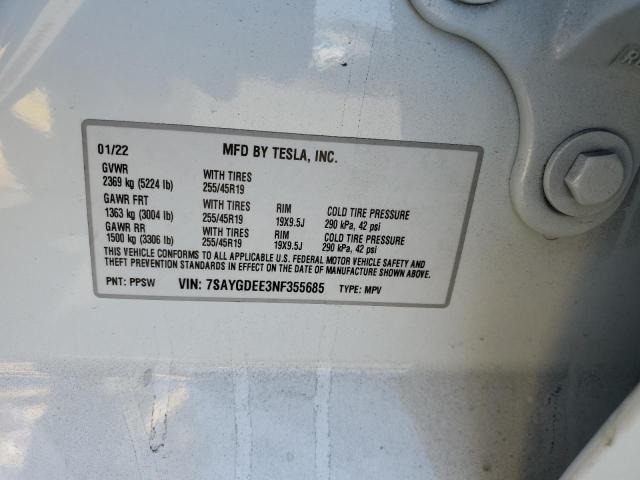 01/22 MFD BY TESLA, INC.
GVWR WITH TIRES
2369 kg (5224 lb) 255/45R19
GAWR FRT WITH TIRES RIM COLD TIRE PRESSURE
1363 kg (3004 lb) 255/45R19 19X9.5J 290 kPa, 42 psi
GAWR RR WITH TIRES RIM COLD TIRE PRESSURE
1500 kg (3306 lb) 255/45R19 19X9.5J 290 kPa, 42 psi
THIS VEHICLE CONFORMS TO ALL APPLICABLE U.S. FEDERAL MOTOR VEHICLE SAFETY AND
THEFT PREVENTION STANDARDS IN EFFECT ON THE DATE OF MANUFACTURE SHOWN ABOVE.
PNT: PPSW VIN: 7SAYGDEE3NF355685 TYPE: MPV